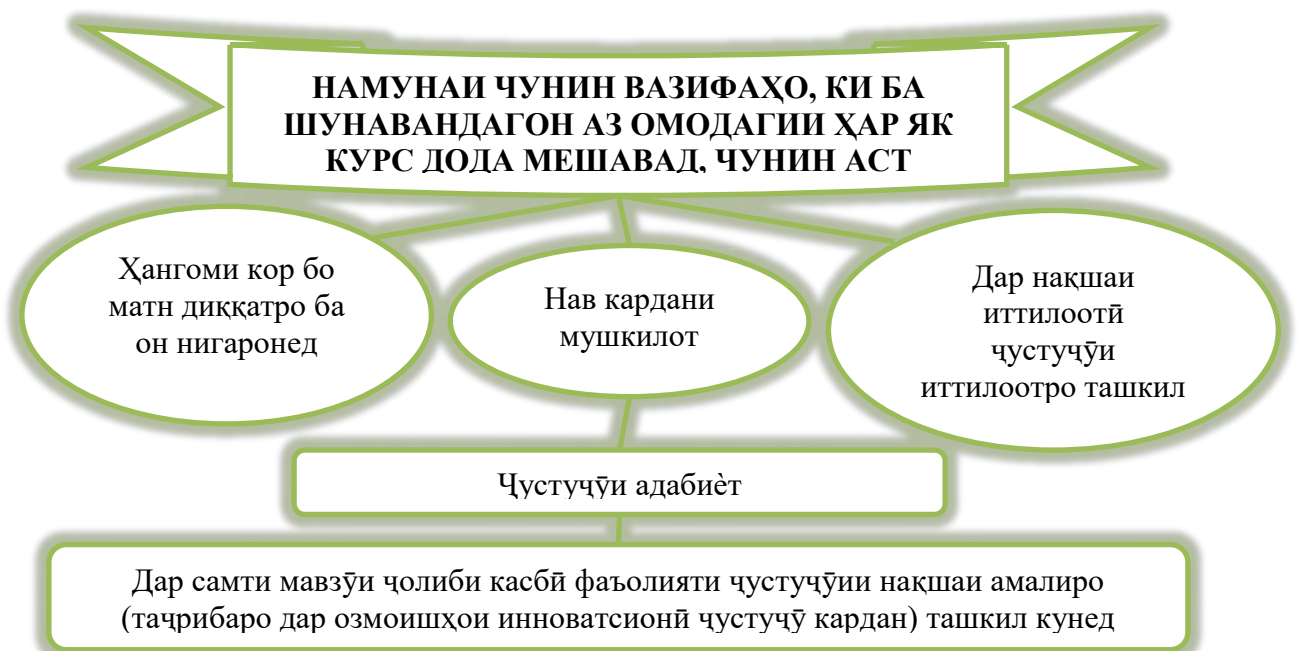 НАМУНАИ ЧУНИН ВАЗИФАҲО, КИ БА
ШУНАВАНДАГОН АЗ ОМОДАГИИ ҲАР ЯК
КУРС ДОДА МЕШАВАД, ЧУНИН АСТ
Ҳангоми кор бо
матн диққатро ба
он нигаронед
Нав кардани
мушкилот
Дар нақшаи
иттилоотӣ
ҷустуҷӯи
иттилоотро ташкил
Ҷустуҷӯи адабиѐт
Дар самти мавзӯи ҷолиби касбӣ фаъолияти ҷустуҷӯии нақшаи амалиро
(таҷрибаро дар озмоишҳои инноватсионӣ ҷустуҷӯ кардан) ташкил кунед